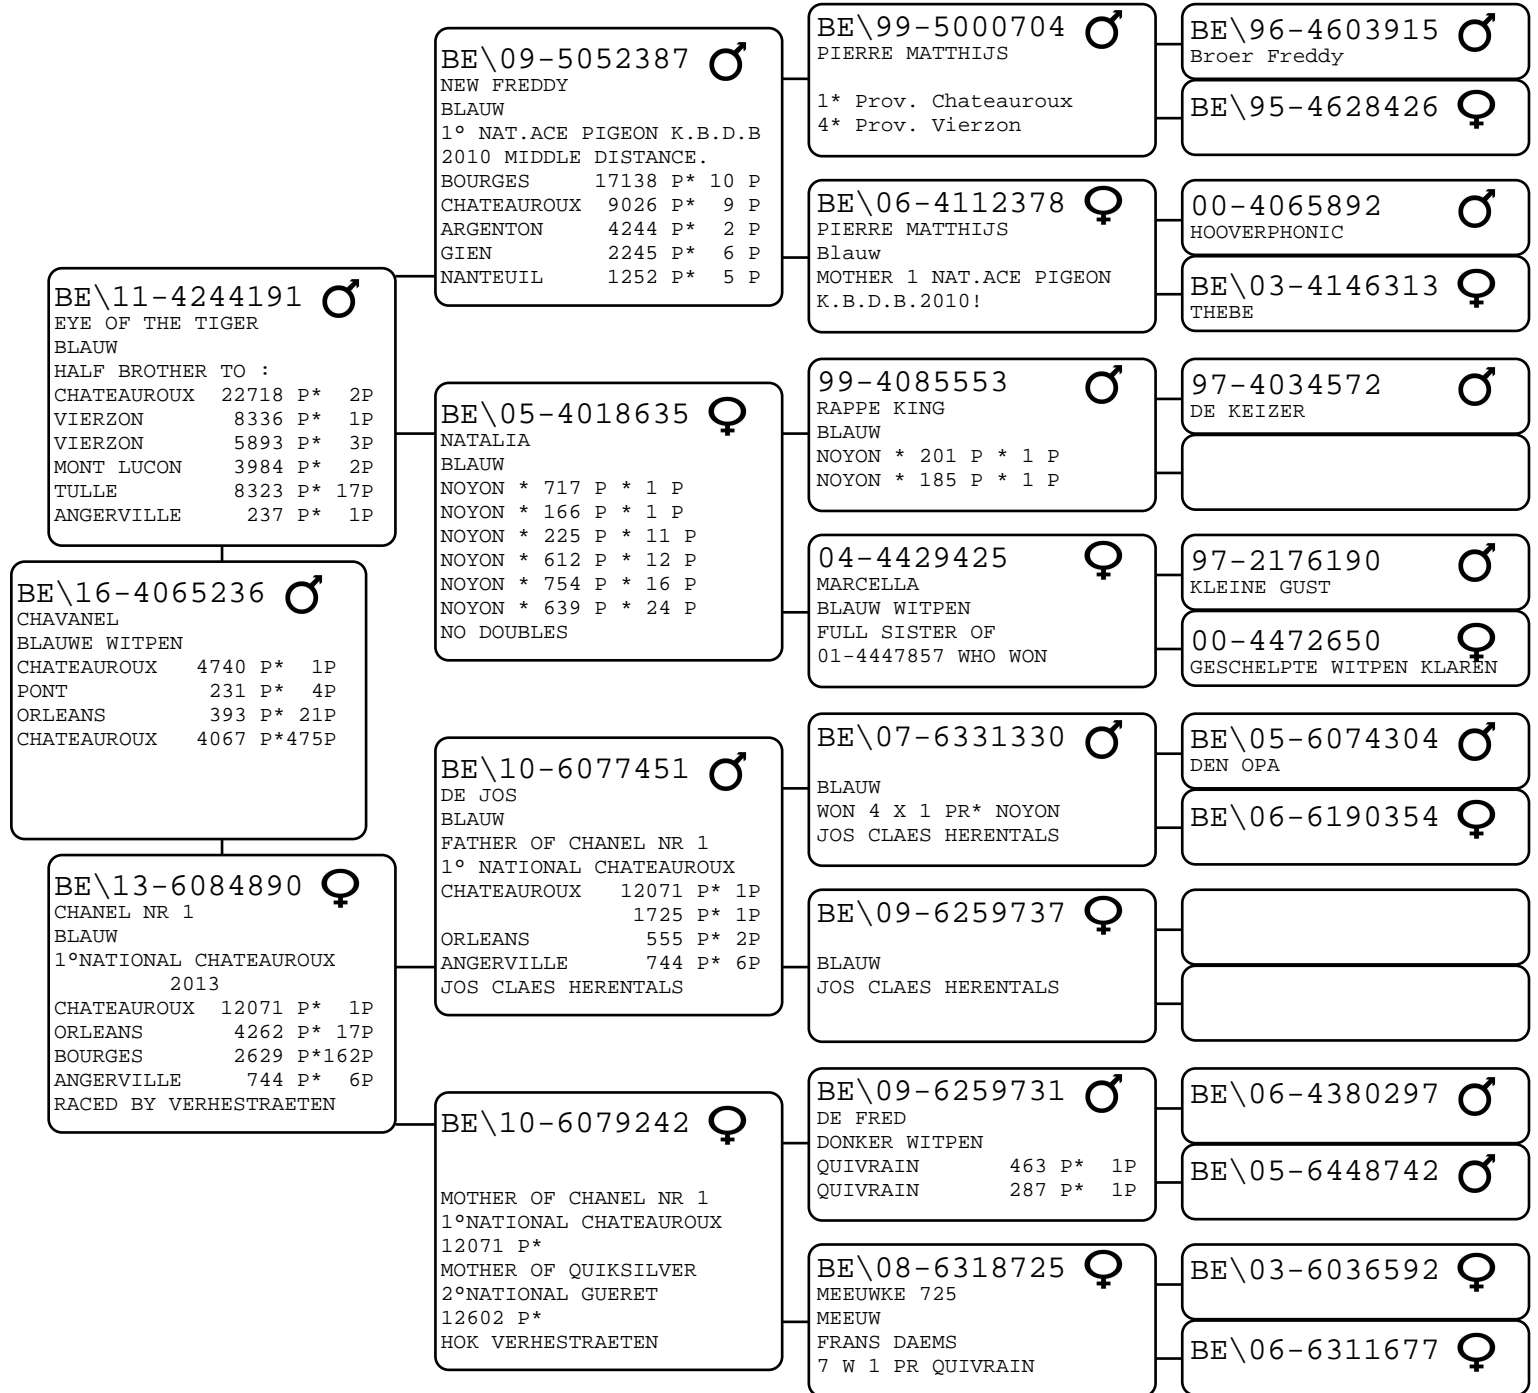 BE\16-4065236 ♂
CHAVANEL
BLAUWE WITPEN
CHATEAUROUX 4740 P* 1P
PONT 231 P* 4P
ORLEANS 393 P* 21P
CHATEAUROUX 4067 P*475P
BE\11-4244191 ♂
EYE OF THE TIGER
BLAUW
HALF BROTHER TO :
CHATEAUROUX 22718 P* 2P
VIERZON 8336 P* 1P
VIERZON 5893 P* 3P
MONT LUCON 3984 P* 2P
TULLE 8323 P* 17P
ANGERVILLE 237 P* 1P
BE\13-6084890 ♀
CHANEL NR 1
BLAUW
1°NATIONAL CHATEAUROUX
2013
CHATEAUROUX 12071 P* 1P
ORLEANS 4262 P* 17P
BOURGES 2629 P*162P
ANGERVILLE 744 P* 6P
RACED BY VERHESTRAETEN
BE\09-5052387 ♂
NEW FREDDY
BLAUW
1° NAT.ACE PIGEON K.B.D.B
2010 MIDDLE DISTANCE.
BOURGES 17138 P* 10 P
CHATEAUROUX 9026 P* 9 P
ARGENTON 4244 P* 2 P
GIEN 2245 P* 6 P
NANTEUIL 1252 P* 5 P
BE\05-4018635 ♀
NATALIA
BLAUW
NOYON * 717 P * 1 P
NOYON * 166 P * 1 P
NOYON * 225 P * 11 P
NOYON * 612 P * 12 P
NOYON * 754 P * 16 P
NOYON * 639 P * 24 P
NO DOUBLES
BE\10-6077451 ♂
DE JOS
BLAUW
FATHER OF CHANEL NR 1
1° NATIONAL CHATEAUROUX
CHATEAUROUX 12071 P* 1P
1725 P* 1P
ORLEANS 555 P* 2P
ANGERVILLE 744 P* 6P
JOS CLAES HERENTALS
BE\10-6079242 ♀
MOTHER OF CHANEL NR 1
1°NATIONAL CHATEAUROUX
12071 P*
MOTHER OF QUIKSILVER
2°NATIONAL GUERET
12602 P*
HOK VERHESTRAETEN
BE\99-5000704 ♂
PIERRE MATTHIJS
1* Prov. Chateauroux
4* Prov. Vierzon
BE\06-4112378 ♀
PIERRE MATTHIJS
Blauw
MOTHER 1 NAT.ACE PIGEON
K.B.D.B.2010!
99-4085553 ♂
RAPPE KING
BLAUW
NOYON * 201 P * 1 P
NOYON * 185 P * 1 P
04-4429425 ♀
MARCELLA
BLAUW WITPEN
FULL SISTER OF
01-4447857 WHO WON
BE\07-6331330 ♂
BLAUW
WON 4 X 1 PR* NOYON
JOS CLAES HERENTALS
BE\09-6259737 ♀
BLAUW
JOS CLAES HERENTALS
BE\09-6259731 ♂
DE FRED
DONKER WITPEN
QUIVRAIN 463 P* 1P
QUIVRAIN 287 P* 1P
BE\08-6318725 ♀
MEEUWKE 725
MEEUW
FRANS DAEMS
7 W 1 PR QUIVRAIN
BE\96-4603915 ♂
Broer Freddy
BE\95-4628426 ♀
00-4065892 ♂
HOOVERPHONIC
BE\03-4146313 ♀
THEBE
97-4034572 ♂
DE KEIZER
97-2176190 ♂
KLEINE GUST
00-4472650 ♀
GESCHELPTE WITPEN KLAREN
BE\05-6074304 ♂
DEN OPA
BE\06-6190354 ♀
BE\06-4380297 ♂
BE\05-6448742 ♂
BE\03-6036592 ♀
BE\06-6311677 ♀